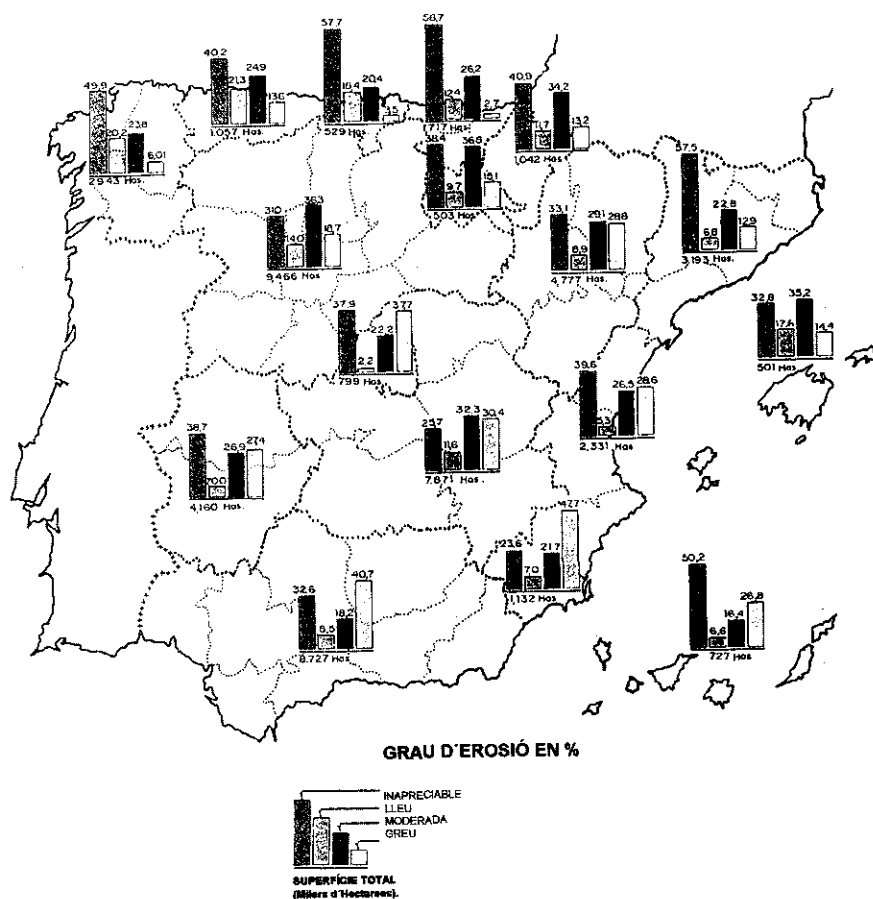 57.7
58,7
40,2
21,3
24,9
13,6
1.057 Has.
16,4
20,4
3,5
529 Has.
12,4
26,2
2,7
1.717 Has.
40,9
11,7
34,2
13,2
1,042 Has.
49,8
20,2
23,8
6,01
2.943 Has.
38,4
9,7
36,6
503 Has.
57,5
6,8
22,8
12,9
3,193 Has.
31,0
14,0
36,3
18,7
9,466 Has.
33,1
8,9
29,1
28,8
4,777 Has.
37,9
2,2
22,2
37,7
799 Has.
32,8
17,6
35,2
14,4
501 Has
39,6
5,3
26,5
28,6
2,331 Has
38,7
7,0,0
26,9
27,4
4,160 Has.
11,6
32,3
30,4
7.871 Has.
23,6
7,0
21,7
47,7
1,132 Has
32,6
8,5
18,2
40,7
8.727 Has
50,2
6,6
16,4
26,8
727 Has
GRAU D´EROSIÓ EN %
INAPRECIABLE
LLEU
MODERADA
GREU
SUPERFÍCIE TOTAL
(Milers d´Hectarees).